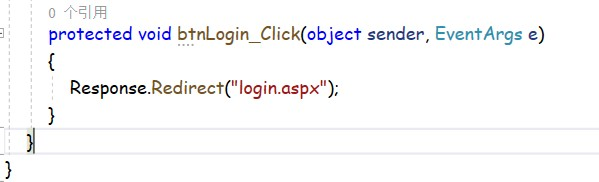 0 个引用
protected void btnLogin_Click(object sender, EventArgs e)
{
Response.Redirect("login.aspx");
}
}
}